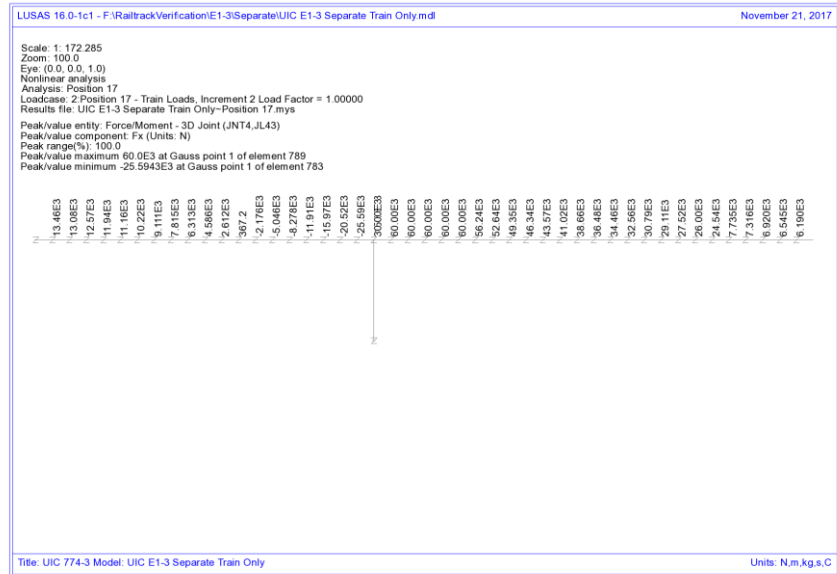 LUSAS 16.0-1c1 - F:\RailtrackVerification\E1-3\Separate\UIC E1-3 Separate Train Only.mdl
November 21, 2017
Scale: 1: 172.285
Zoom: 100.0
Eye: (0.0, 0.0, 1.0)
Nonlinear analysis
Analysis: Position 17
Loadcase: 2:Position 17 - Train Loads, Increment 2 Load Factor = 1.00000
Results file: UIC E1-3 Separate Train Only~Position 17.mys
Peak/value entity: Force/Moment - 3D Joint (JNT4,JL43)
Peak/value component: Fx (Units: N)
Peak range(%): 100.0
Peak/value maximum 60.0E3 at Gauss point 1 of element 789
Peak/value minimum -25.5943E3 at Gauss point 1 of element 783
13.46E3
13.08E3
12.57E3
11.94E3
11.16E3
10.22E3
9.111E3
7.815E3
6.313E3
4.586E3
2.612E3
367.2
-2.176E3
-5.046E3
-8.278E3
-11.91E3
-15.97E3
-20.52E3
-25.59E3
60.00E3
60.00E3
60.00E3
60.00E3
60.00E3
56.24E3
52.64E3
49.35E3
46.34E3
43.57E3
41.02E3
38.66E3
36.48E3
34.46E3
32.56E3
30.79E3
29.11E3
27.52E3
26.00E3
24.54E3
7.735E3
7.316E3
6.920E3
6.545E3
6.190E3
Title: UIC 774-3 Model: UIC E1-3 Separate Train Only
Units: N,m,kg,s,C